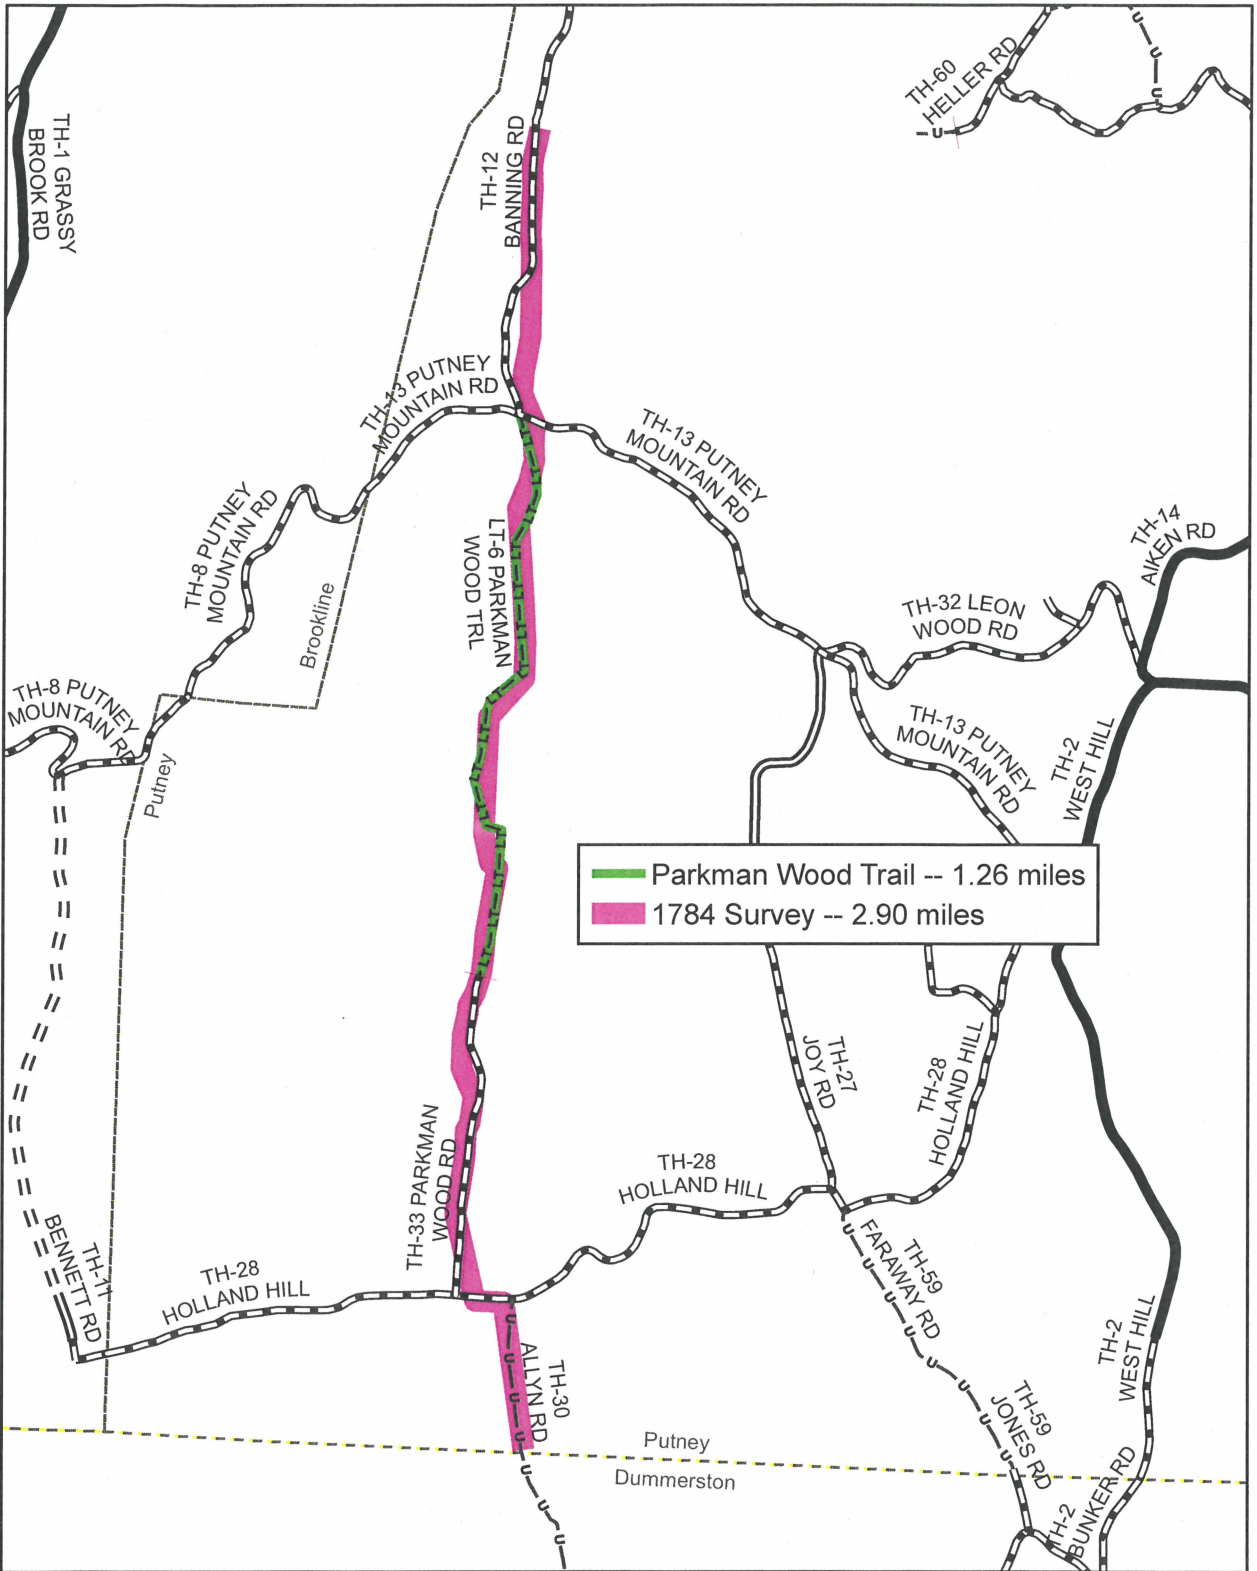 TH-60
HELLER RD
TH-1 GRASSY
BROOK RD
TH-12
BANNING RD
TH-13 PUTNEY
MOUNTAIN RD
TH-13 PUTNEY
MOUNTAIN RD
TH-8 PUTNEY
MOUNTAIN RD
LT-6 PARKMAN
WOOD TRL
TH-14
AIKEN RD
TH-32 LEON
WOOD RD
Brookline
TH-8 PUTNEY
MOUNTAIN RD
Putney
TH-13 PUTNEY
MOUNTAIN RD
TH-2
WEST HILL
Parkman Wood Trail -- 1.26 miles
1784 Survey -- 2.90 miles
TH-27
JOY RD
TH-28
HOLLAND HILL
TH-33 PARKMAN
WOOD RD
TH-28
HOLLAND HILL
TH-11
BENNETT RD
TH-28
HOLLAND HILL
TH-59
FARAWAY RD
TH-2
WEST HILL
TH-30
ALLYN RD
TH-59
JONES RD
Putney
Dummerston
TH-2
BUNKER RD